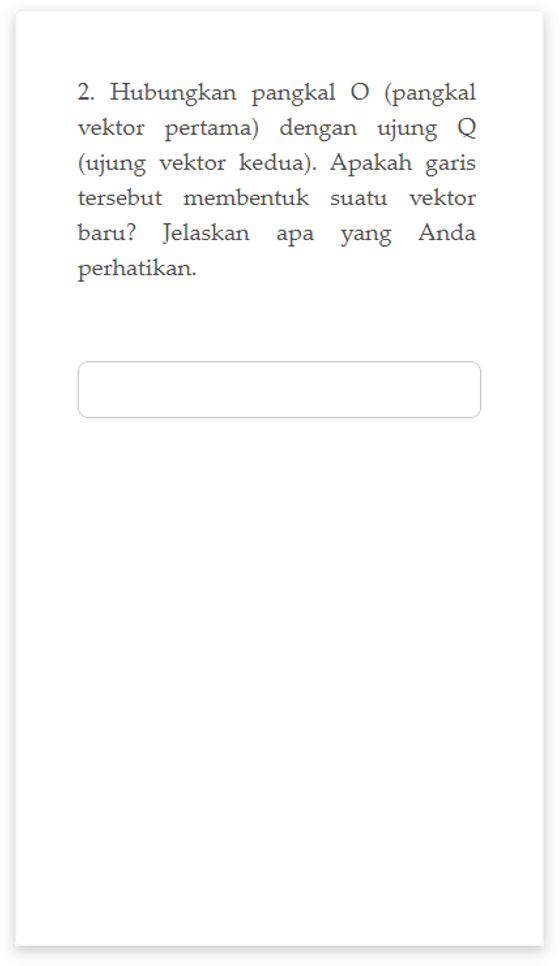 2. Hubungkan pangkal O (pangkal
vektor pertama) dengan ujung Q
(ujung vektor kedua). Apakah garis
tersebut membentuk suatu vektor
baru? Jelaskan apa yang Anda
perhatikan.